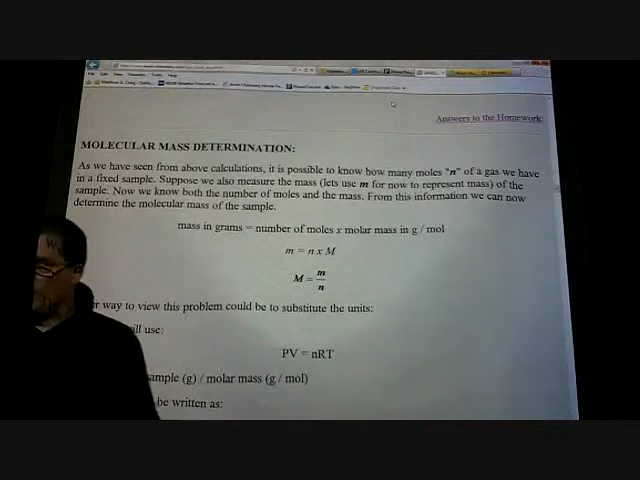 Answers to the Homework:
MOLECULAR MASS DETERMINATION:
As we have seen from above calculations, it is possible to know how many moles "n" of a gas we have
in a fixed sample. Suppose we also measure the mass (lets use m for now to represent mass) of the
sample. Now we know both the number of moles and the mass. From this information we can now
determine the molecular mass of the sample.
mass in grams = number of moles x molar mass in g / mol
m = n x M
M = m
n
er way to view this problem could be to substitute the units:
ill use:
PV = nRT
ample (g) / molar mass (g / mol)
be written as: